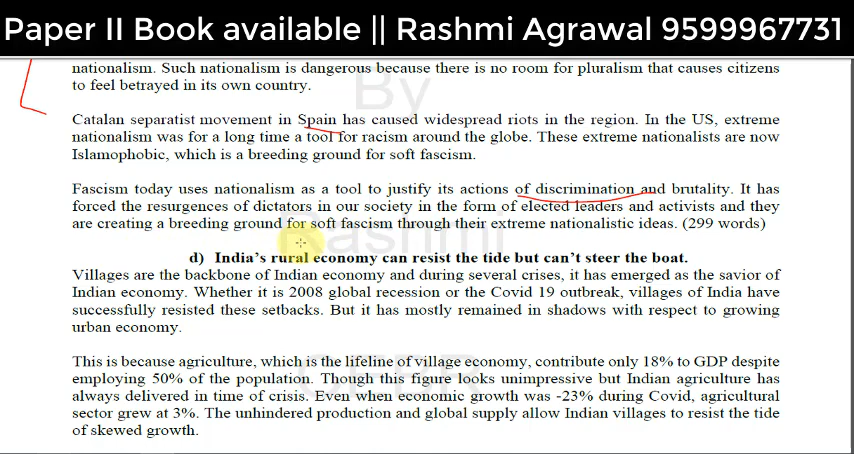 Paper II Book available || Rashmi Agrawal 9599967731
nationalism. Such nationalism is dangerous because there is no room for pluralism that causes citizens
to feel betrayed in its own country.
By
Catalan separatist movement in Spain has caused widespread riots in the region. In the US, extreme
nationalism was for a long time a tool for racism around the globe. These extreme nationalists are now
Islamophobic, which is a breeding ground for soft fascism.
Fascism today uses nationalism as a tool to justify its actions of discrimination and brutality. It has
forced the resurgences of dictators in our society in the form of elected leaders and activists and they
are creating a breeding ground for soft fascism through their extreme nationalistic ideas. (299 words)
Rashmi
d) India's rural economy can resist the tide but can't steer the boat.
Villages are the backbone of Indian economy and during several crises, it has emerged as the savior of
Indian economy. Whether it is 2008 global recession or the Covid 19 outbreak, villages of India have
successfully resisted these setbacks. But it has mostly remained in shadows with respect to growing
urban economy.
This is because agriculture, which is the lifeline of village economy, contribute only 18% to GDP despite
employing 50% of the population. Though this figure looks unimpressive but Indian agriculture has
always delivered in time of crisis. Even when economic growth was -23% during Covid, agricultural
sector grew at 3%. The unhindered production and global supply allow Indian villages to resist the tide
of skewed growth.